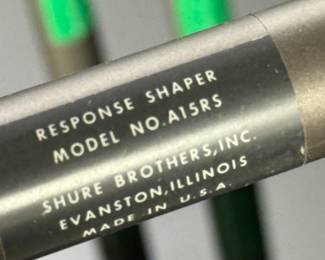 RESPONSE SHAPER
MODEL NO. A15RS
SHURE BROTHERS, INC.
EVANSTON, ILLINOIS
MADE IN U.S.A.